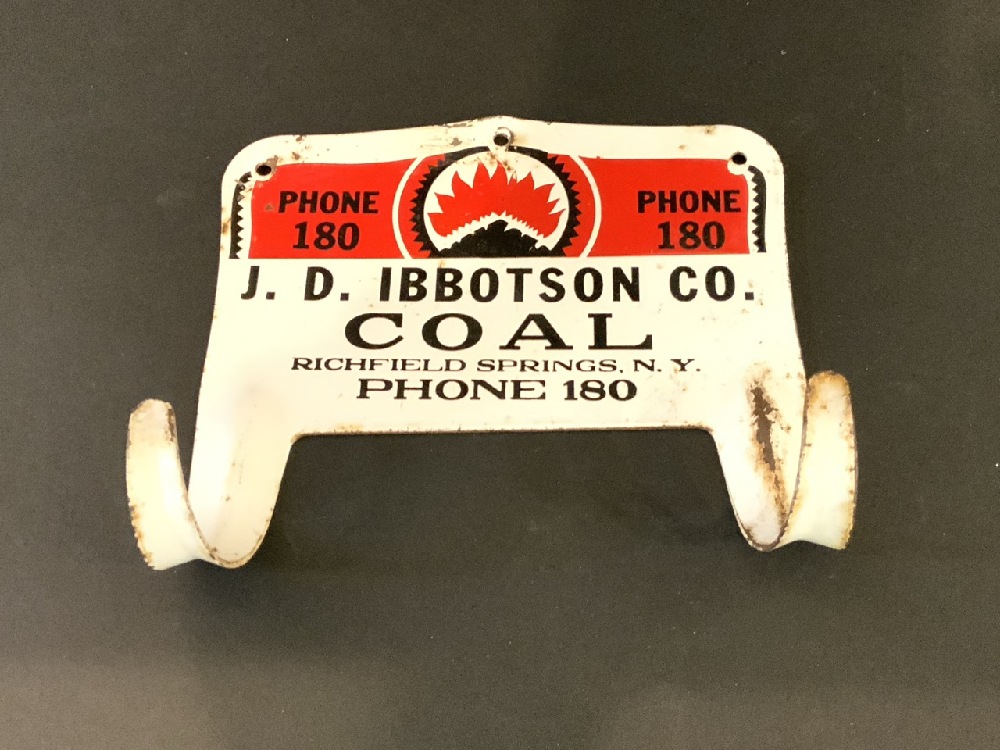 PHONE 180
PHONE 180
J. D. IBBOTSON CO.
COAL
RICHFIELD SPRINGS, N. Y.
PHONE 180